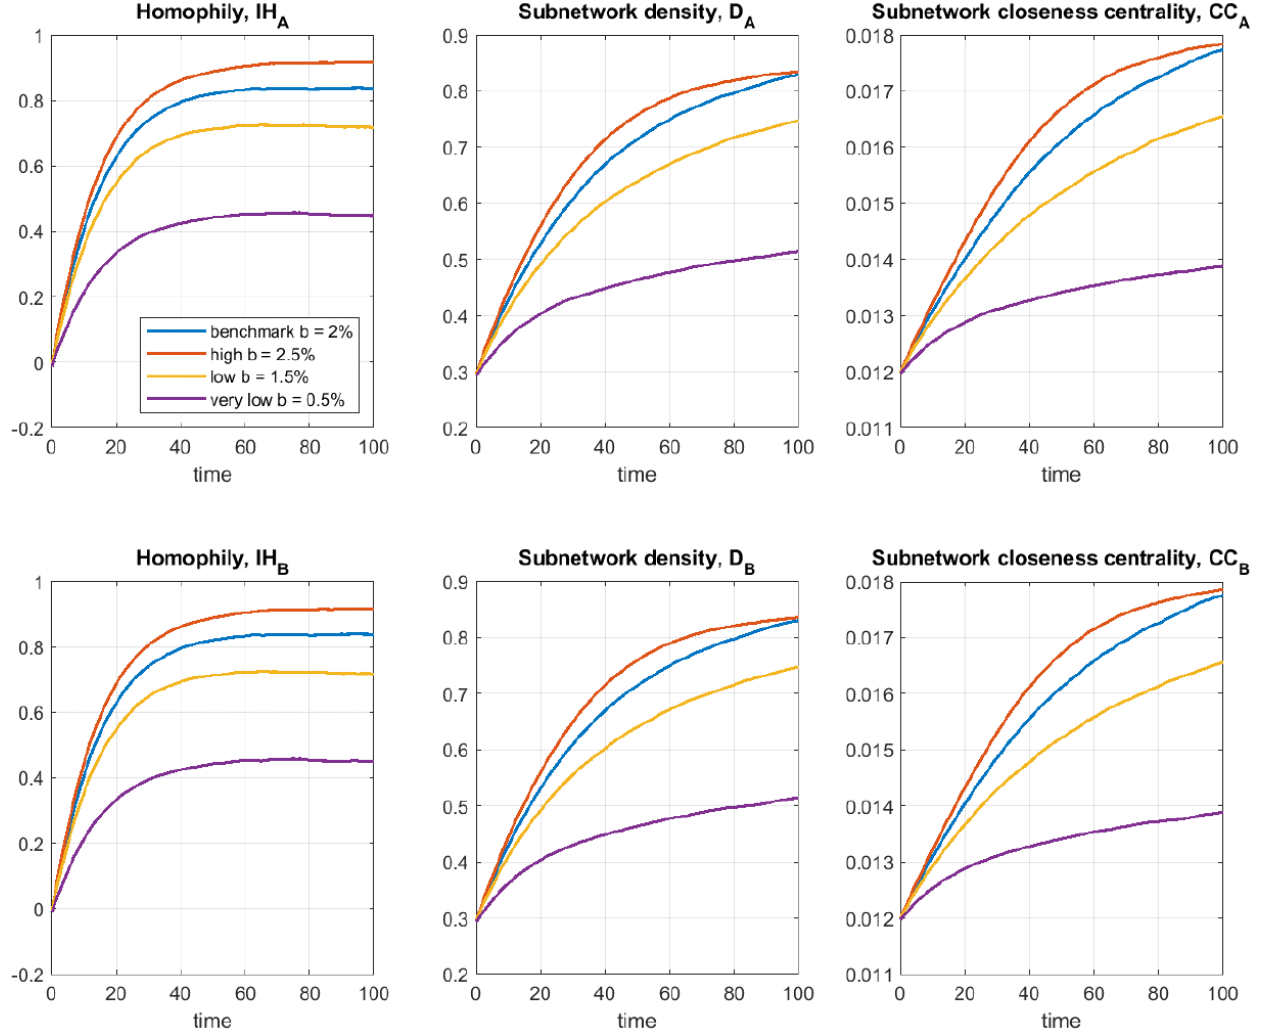 Homophily, IH_A
1
0.8
0.6
0.4
0.2
0
-0.2
benchmark b = 2%
high b = 2.5%
low b = 1.5%
very low b = 0.5%
0 20 40 60 80 100
time
Subnetwork density, D_A
0.9
0.8
0.7
0.6
0.5
0.4
0.3
0.2
0 20 40 60 80 100
time
Subnetwork closeness centrality, CC_A
0.018
0.017
0.016
0.015
0.014
0.013
0.012
0.011
0 20 40 60 80 100
time
Homophily, IH_B
1
0.8
0.6
0.4
0.2
0
-0.2
0 20 40 60 80 100
time
Subnetwork density, D_B
0.9
0.8
0.7
0.6
0.5
0.4
0.3
0.2
0 20 40 60 80 100
time
Subnetwork closeness centrality, CC_B
0.018
0.017
0.016
0.015
0.014
0.013
0.012
0.011
0 20 40 60 80 100
time